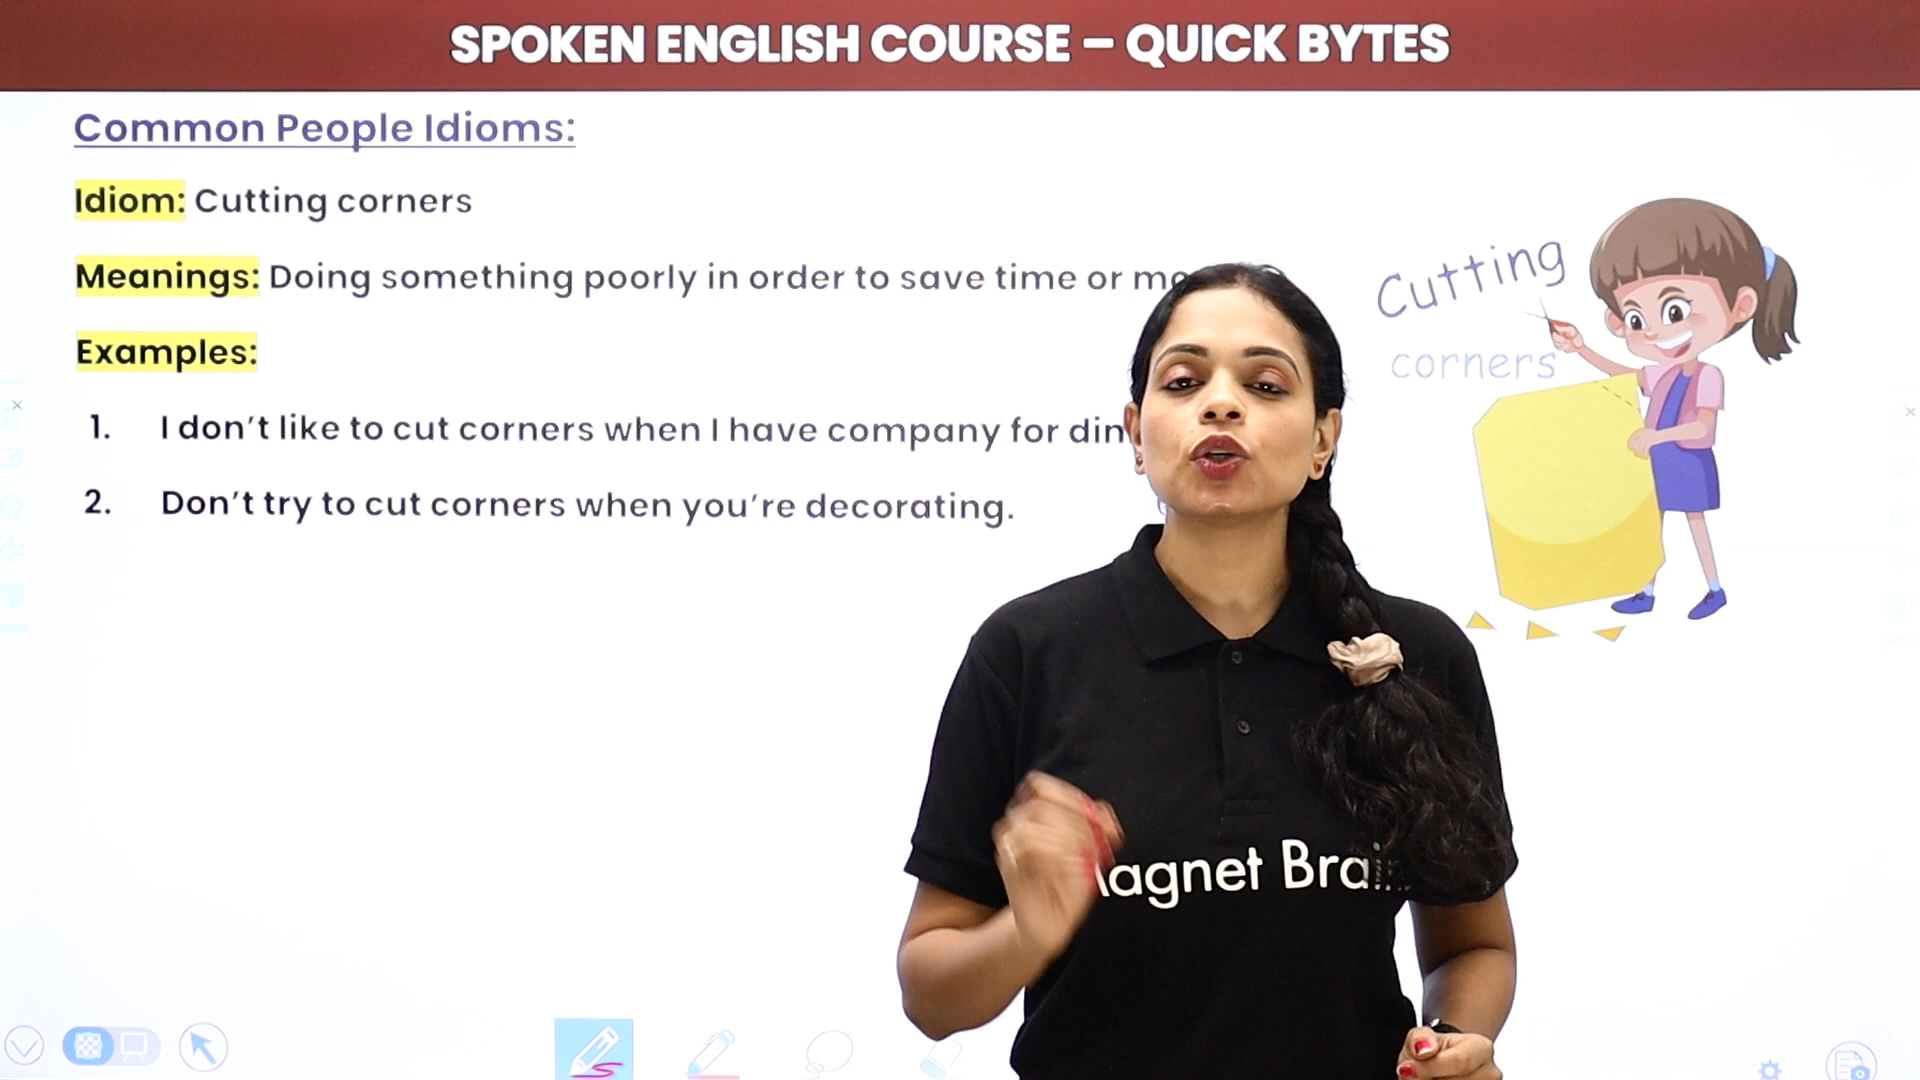 SPOKEN ENGLISH COURSE – QUICK BYTES
Common People Idioms:
Idiom: Cutting corners
Meanings: Doing something poorly in order to save time or
Examples:
1. I don’t like to cut corners when I have company for
2. Don’t try to cut corners when you’re decorating.
Cutting
corners
agnet Brai